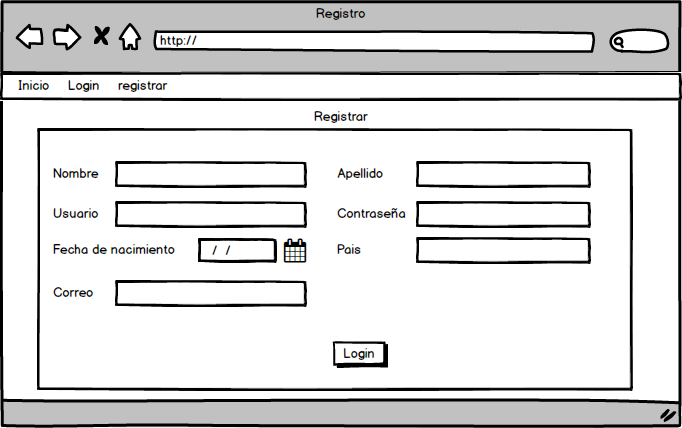 Registro
http://
Inicio Login registrar
Registrar
Nombre Apellido
Usuario Contraseña
Fecha de nacimiento / / Pais
Correo
Login